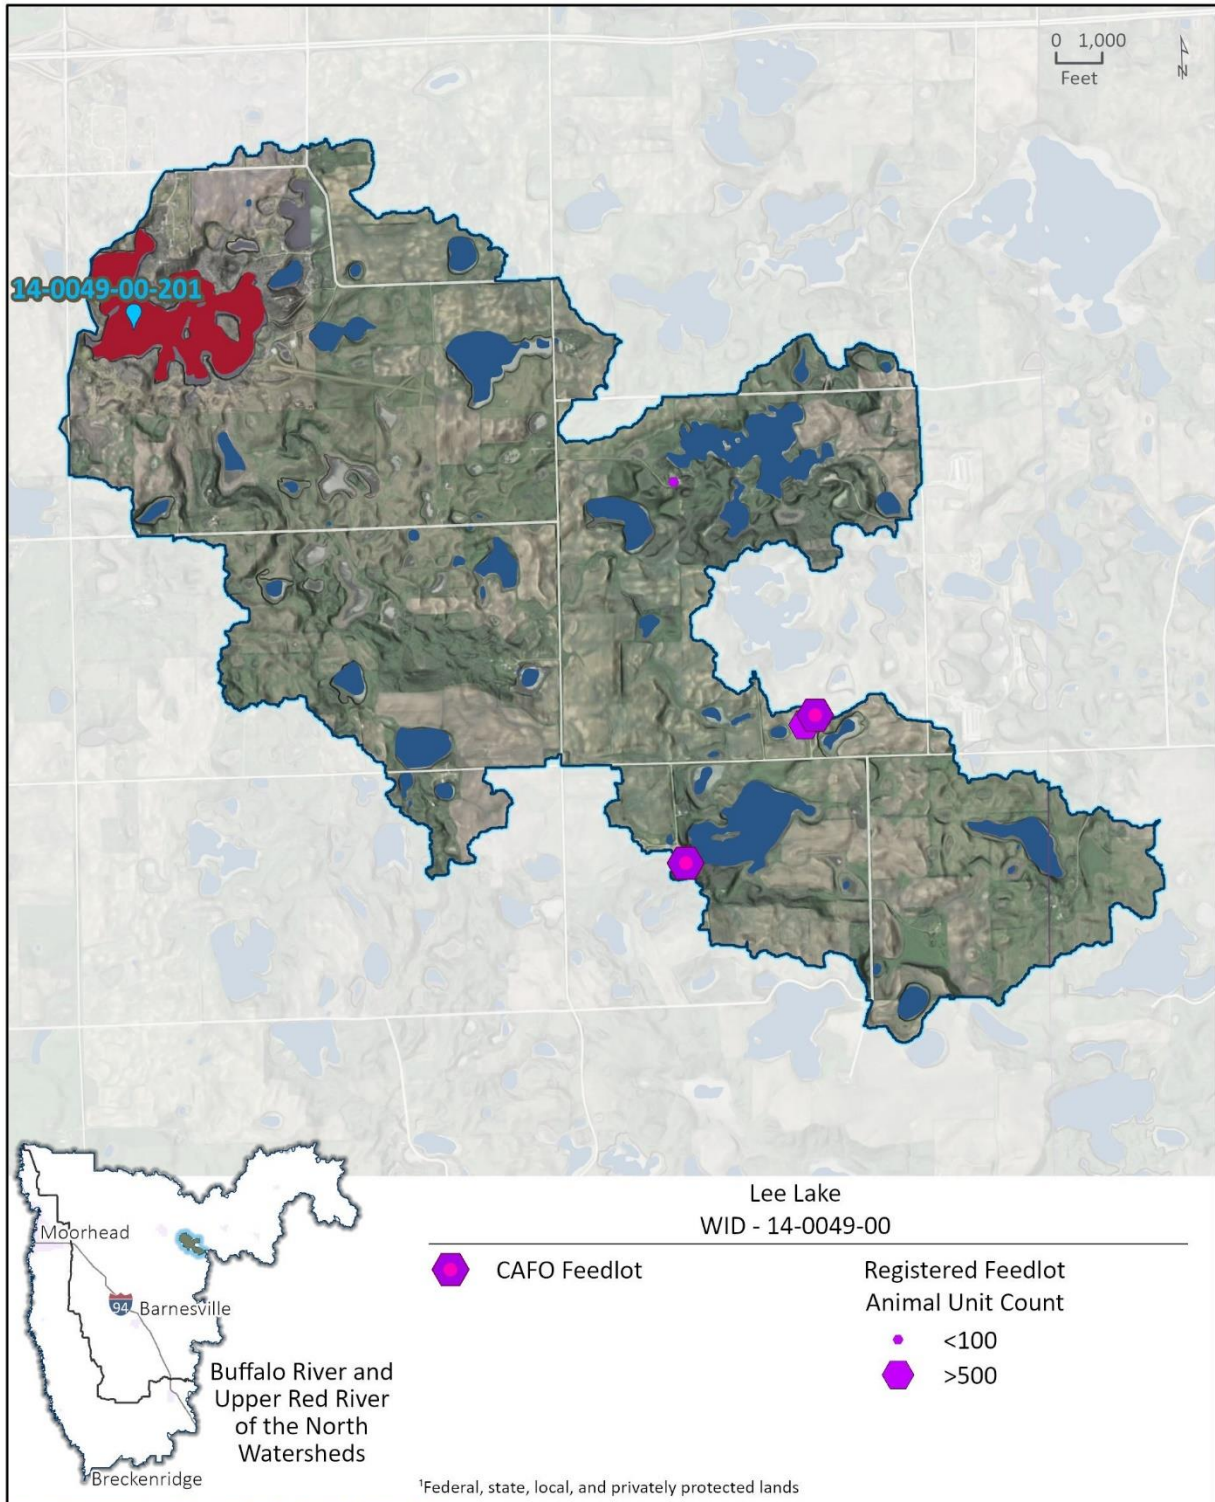 0 1,000
Feet
N
14-0049-00-201
Lee Lake
WID - 14-0049-00
CAFO Feedlot
Registered Feedlot
Animal Unit Count
<100
>500
Moorhead
94
Barnesville
Buffalo River and
Upper Red River
of the North
Watersheds
Breckenridge
¹Federal, state, local, and privately protected lands